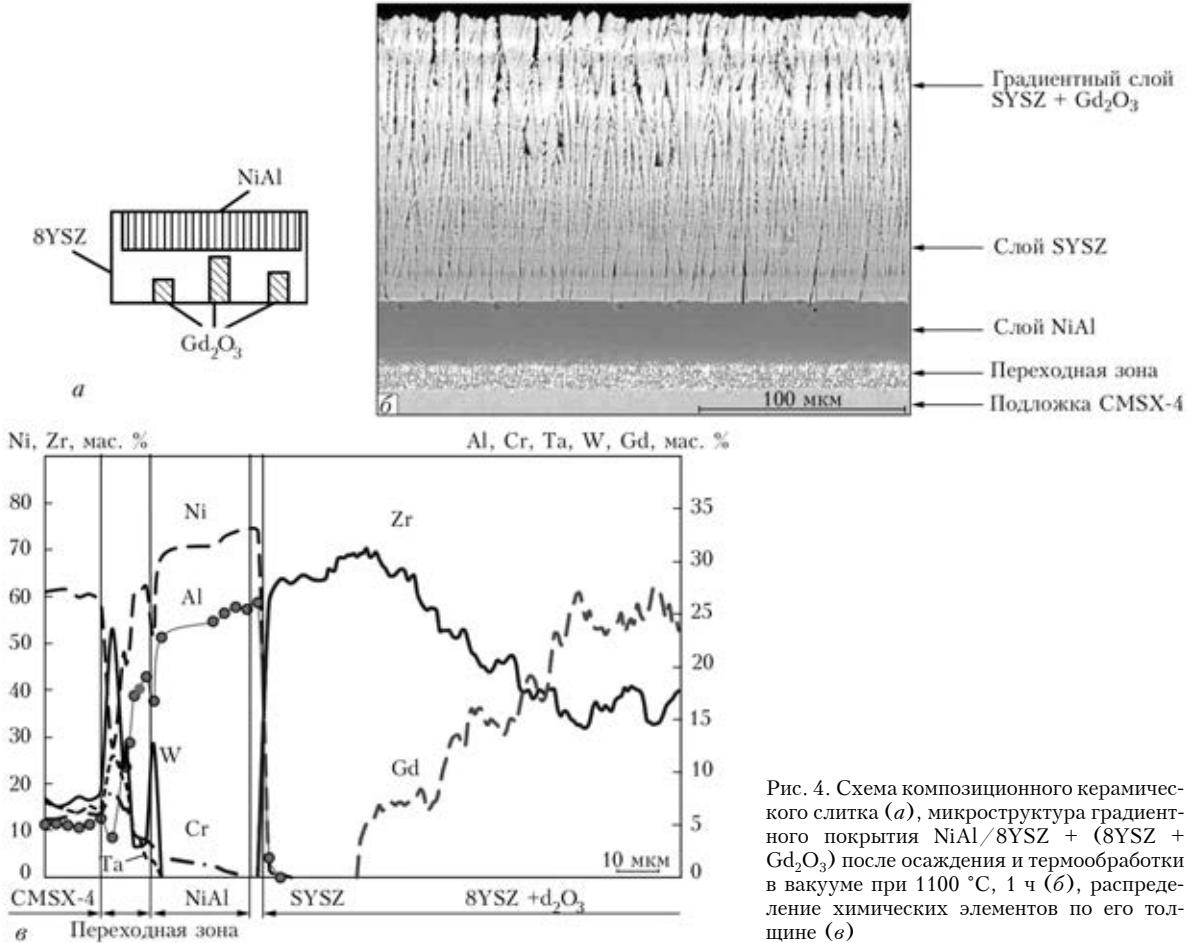 NiAl
8YSZ
Gd₂O₃
а
Градиентный слой
SYSZ + Gd₂O₃
Слой SYSZ
Слой NiAl
Переходная зона
Подложка CMSX-4
б
100 мкм
Ni, Zr, мас. %
Al, Cr, Ta, W, Gd, мас. %
80
70
60
50
40
30
20
10
0
35
30
25
20
15
10
5
0
Ni
Al
Zr
W
Gd
Cr
Ta
10 мкм
CMSX-4
NiAl
SYSZ
8YSZ +d₂O₃
в
Переходная зона
Рис. 4. Схема композиционного керамичес-
кого слитка (а), микроструктура градиент-
ного покрытия NiAl/8YSZ + (8YSZ +
Gd₂O₃) после осаждения и термообработки
в вакууме при 1100 °С, 1 ч (б), распреде-
ление химических элементов по его тол-
щине (в)